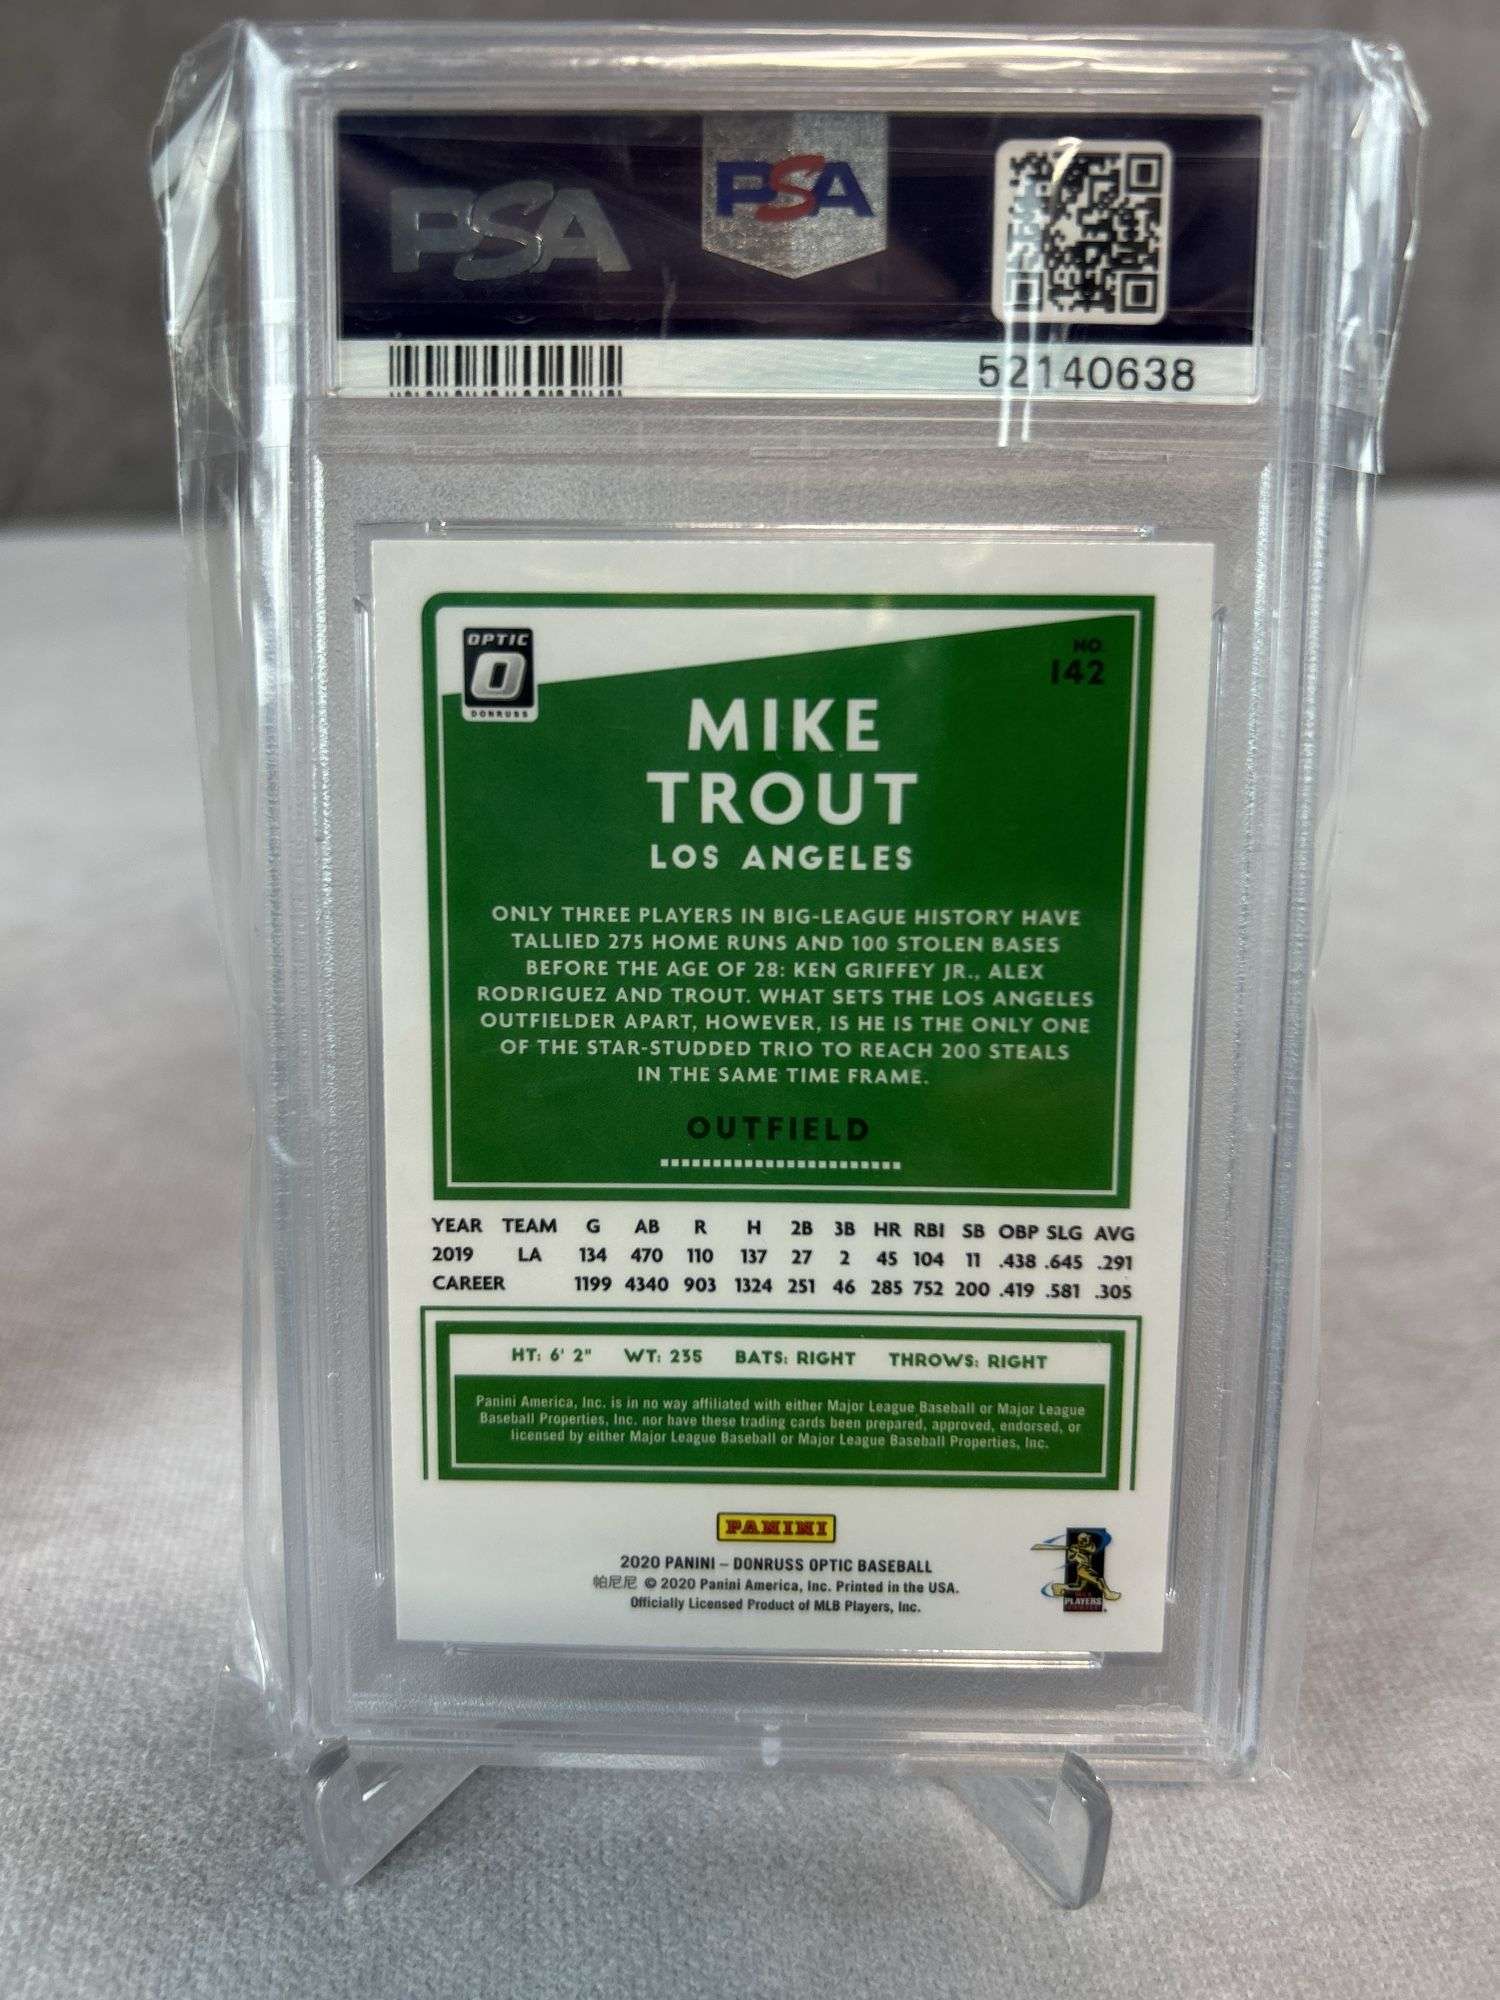 PSA
PSA
52140638
OPTIC
O
DONRUSS
NO.
142
MIKE
TROUT
LOS ANGELES
ONLY THREE PLAYERS IN BIG-LEAGUE HISTORY HAVE
TALLIED 275 HOME RUNS AND 100 STOLEN BASES
BEFORE THE AGE OF 28: KEN GRIFFEY JR., ALEX
RODRIGUEZ AND TROUT. WHAT SETS THE LOS ANGELES
OUTFIELDER APART, HOWEVER, IS HE IS THE ONLY ONE
OF THE STAR-STUDDED TRIO TO REACH 200 STEALS
IN THE SAME TIME FRAME.
OUTFIELD
YEAR TEAM G AB R H 2B 3B HR RBI SB OBP SLG AVG
2019 LA 134 470 110 137 27 2 45 104 11 .438 .645 .291
CAREER 1199 4340 903 1324 251 46 285 752 200 .419 .581 .305
HT: 6' 2" WT: 235 BATS: RIGHT THROWS: RIGHT
Panini America, Inc. is in no way affiliated with either Major League Baseball or Major League
Baseball Properties, Inc. nor have these trading cards been prepared, approved, endorsed, or
licensed by either Major League Baseball or Major League Baseball Properties, Inc.
PANINI
2020 PANINI – DONRUSS OPTIC BASEBALL
帕尼尼 © 2020 Panini America, Inc. Printed in the USA.
Officially Licensed Product of MLB Players, Inc.
PLAYERS